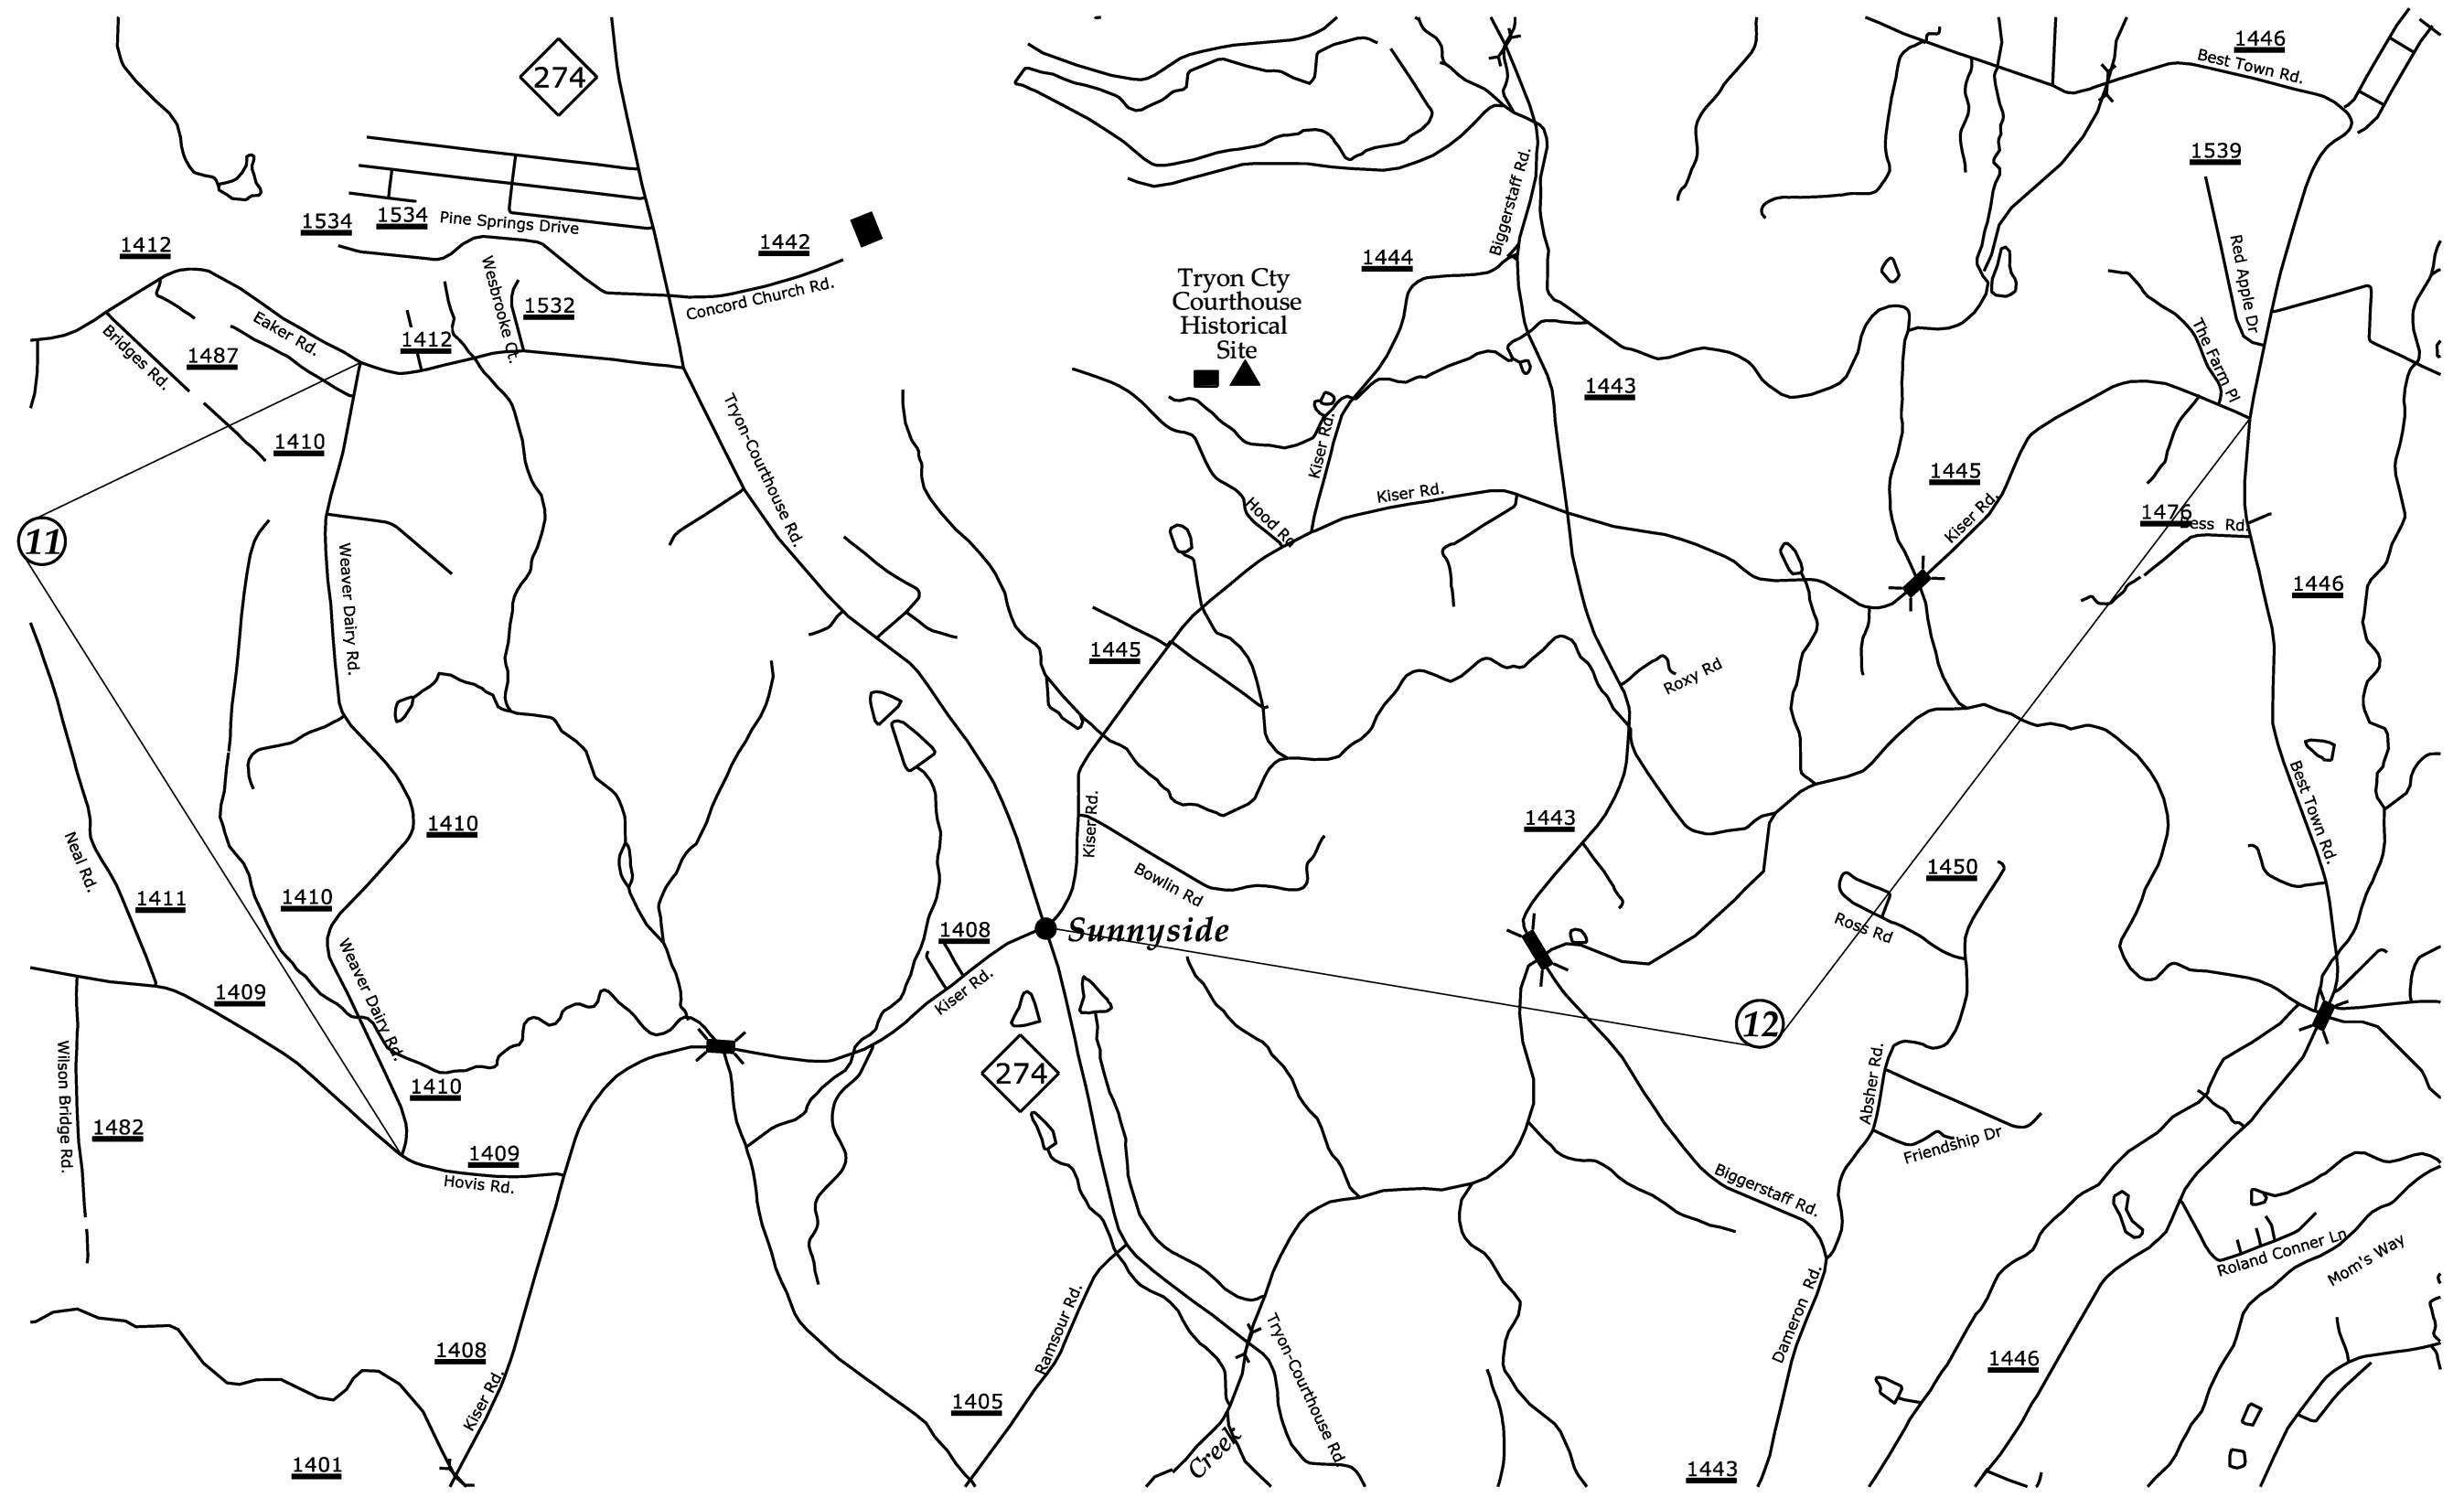 1446
Best Town Rd.
274
1539
1534
1534
Pine Springs Drive
1412
1442
Biggerstaff Rd.
1444
Red Apple Dr
Tryon Cty
Courthouse
Historical
Site
Wesbrooke Ct.
1532
Concord Church Rd.
Eaker Rd.
1412
Bridges Rd.
1487
The Farm Pl
1443
Tryon-Courthouse Rd.
1410
Kiser Rd.
1445
Kiser Rd.
Hood Rd
Kiser Rd.
1476
Bess Rd.
11
Weaver Dairy Rd.
1446
1445
Roxy Rd
Best Town Rd.
1410
Kiser Rd.
1443
Neal Rd.
Bowlin Rd
1450
1411
1410
Ross Rd
1408
Sunnyside
Weaver Dairy Rd.
1409
Kiser Rd.
12
274
Wilson Bridge Rd.
1410
Absher Rd.
1482
1409
Friendship Dr
Hovis Rd.
Biggerstaff Rd.
Roland Conner Ln
Mom's Way
Ramsour Rd.
Dameron Rd.
1408
Tryon-Courthouse Rd.
1446
Kiser Rd.
1405
Creek
1401
1443